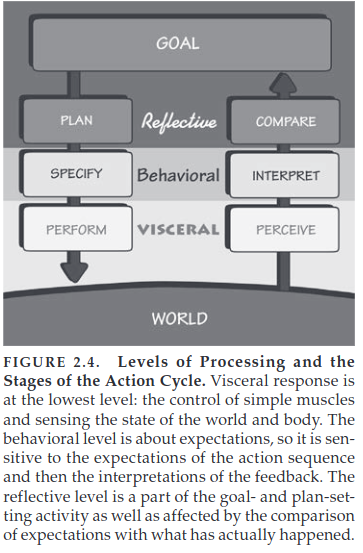 GOAL
PLAN Reflective COMPARE
SPECIFY Behavioral INTERPRET
PERFORM VISCERAL PERCEIVE
WORLD
FIGURE 2.4. Levels of Processing and the
Stages of the Action Cycle. Visceral response is
at the lowest level: the control of simple muscles
and sensing the state of the world and body. The
behavioral level is about expectations, so it is sen-
sitive to the expectations of the action sequence
and then the interpretations of the feedback. The
reflective level is a part of the goal- and plan-set-
ting activity as well as affected by the comparison
of expectations with what has actually happened.